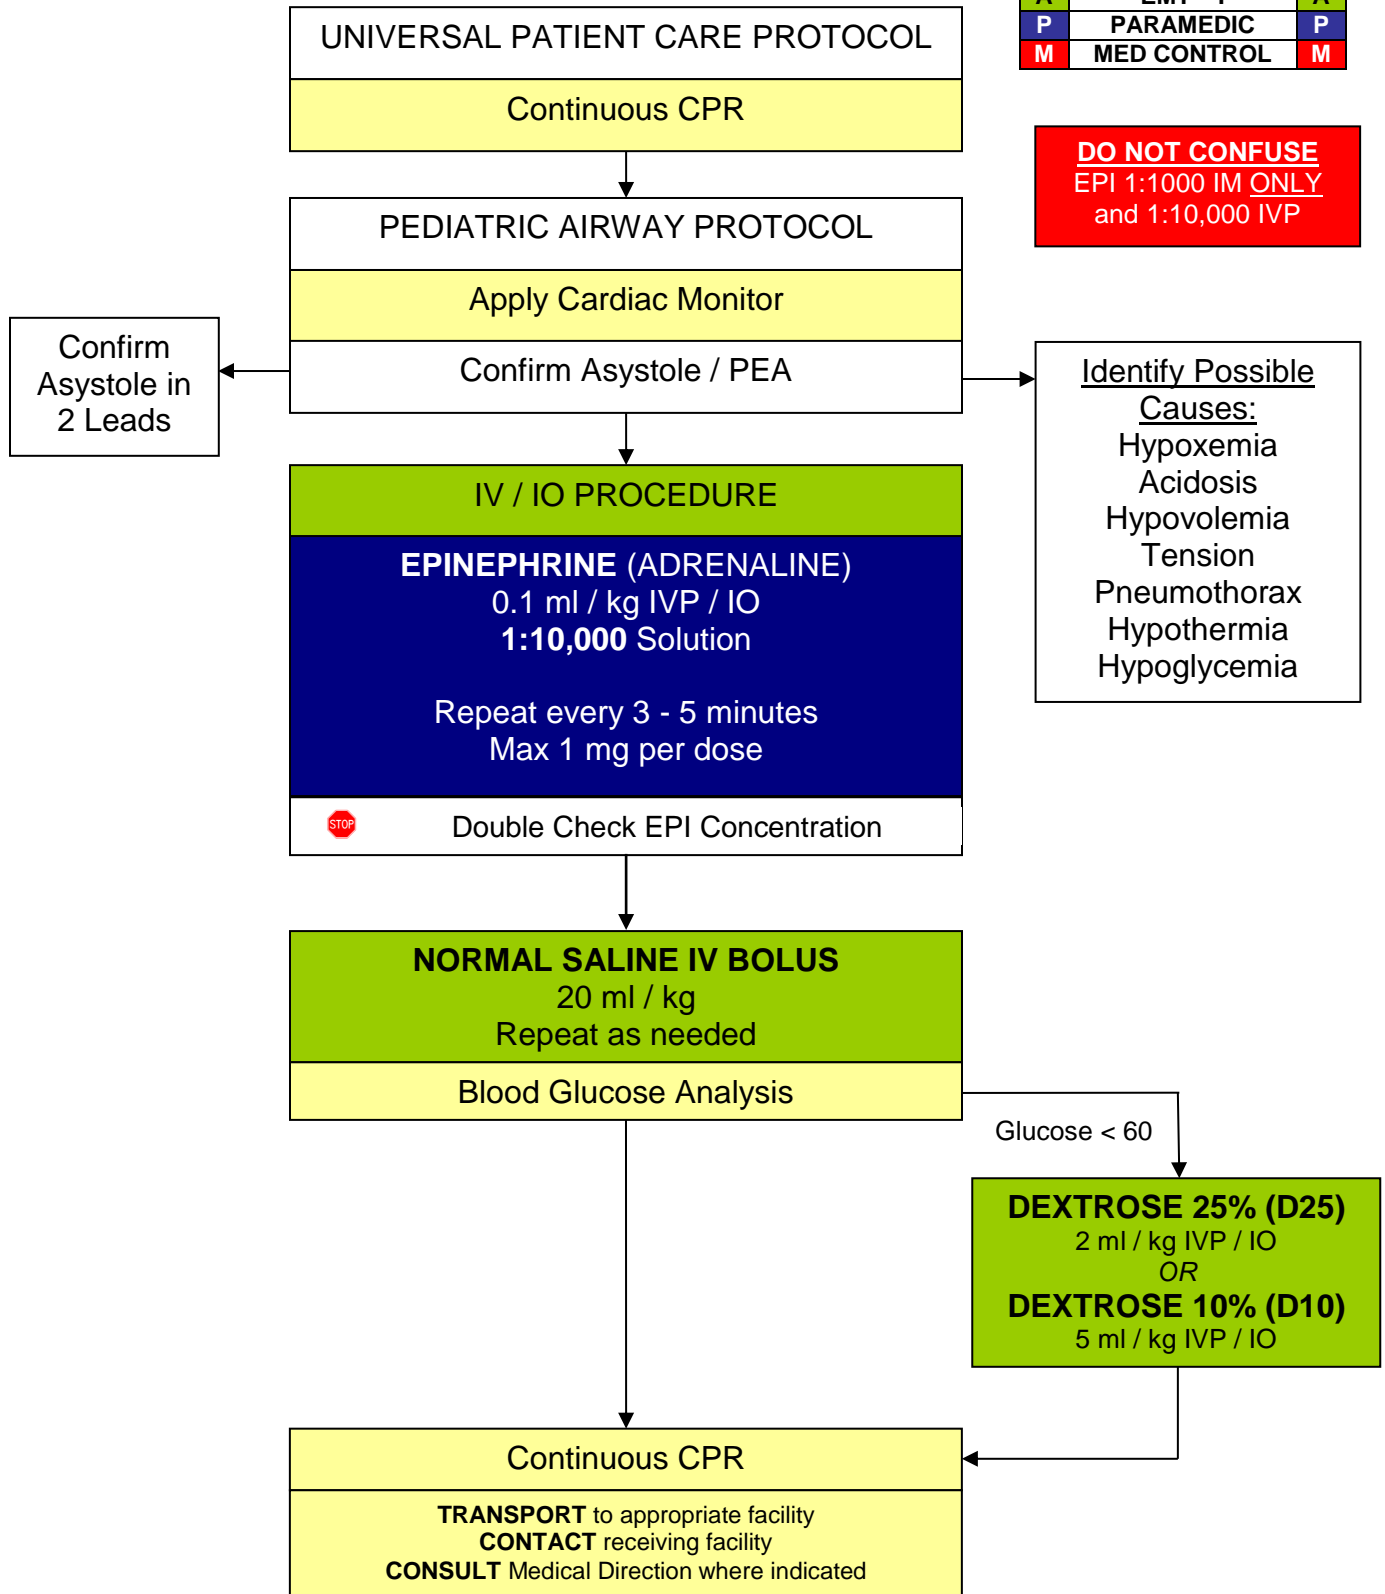 UNIVERSAL PATIENT CARE PROTOCOL
Continuous CPR
P PARAMEDIC P
M MED CONTROL M
DO NOT CONFUSE
EPI 1:1000 IM ONLY
and 1:10,000 IVP
PEDIATRIC AIRWAY PROTOCOL
Apply Cardiac Monitor
Confirm Asystole / PEA
Confirm
Asystole in
2 Leads
Identify Possible
Causes:
Hypoxemia
Acidosis
Hypovolemia
Tension
Pneumothorax
Hypothermia
Hypoglycemia
IV / IO PROCEDURE
EPINEPHRINE (ADRENALINE)
0.1 ml / kg IVP / IO
1:10,000 Solution
Repeat every 3 - 5 minutes
Max 1 mg per dose
STOP
Double Check EPI Concentration
NORMAL SALINE IV BOLUS
20 ml / kg
Repeat as needed
Blood Glucose Analysis
Glucose < 60
DEXTROSE 25% (D25)
2 ml / kg IVP / IO
OR
DEXTROSE 10% (D10)
5 ml / kg IVP / IO
Continuous CPR
TRANSPORT to appropriate facility
CONTACT receiving facility
CONSULT Medical Direction where indicated